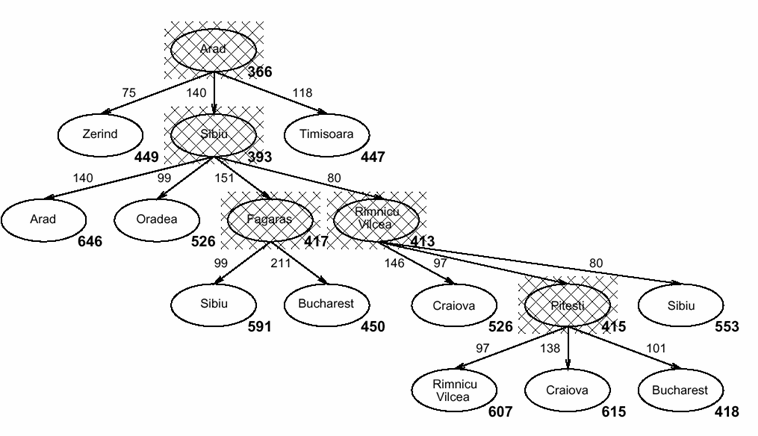 Arad
366
75
140
118
Zerind
449
Sibiu
393
Timisoara
447
140
99
151
80
Arad
646
Oradea
526
Fagaras
417
Rimnicu
Vilcea
413
99
211
146
97
80
Sibiu
591
Bucharest
450
Craiova
526
Pitesti
415
Sibiu
553
97
138
101
Rimnicu
Vilcea
607
Craiova
615
Bucharest
418